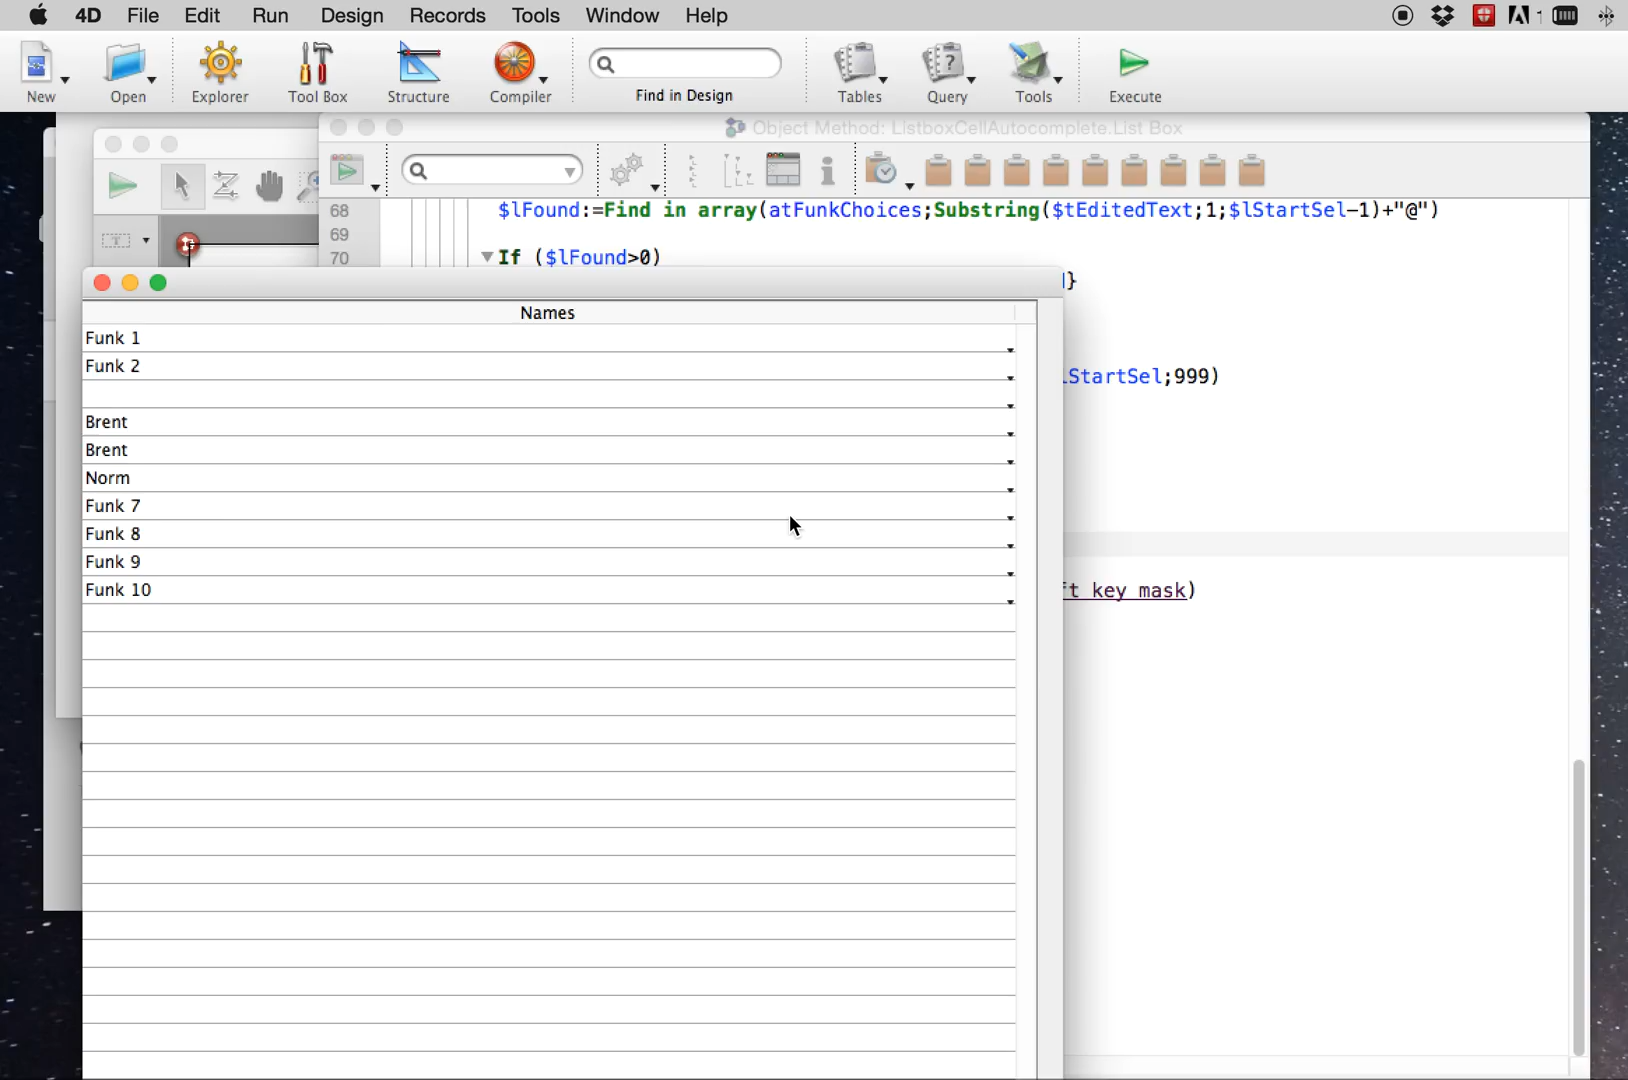 4D File Edit Run Design Records Tools Window Help 1
New Open Explorer Tool Box Structure Compiler Find in Design Tables Query Tools Execute
Object Method: ListboxCellAutocomplete.List Box
68 $lFound:=Find in array(atFunkChoices;Substring($tEditedText;1;$lStartSel-1)+"@")
69
70 If ($lFound>0)
}
lStartSel;999)
ft key mask)
Names
Funk 1
Funk 2
Brent
Brent
Norm
Funk 7
Funk 8
Funk 9
Funk 10